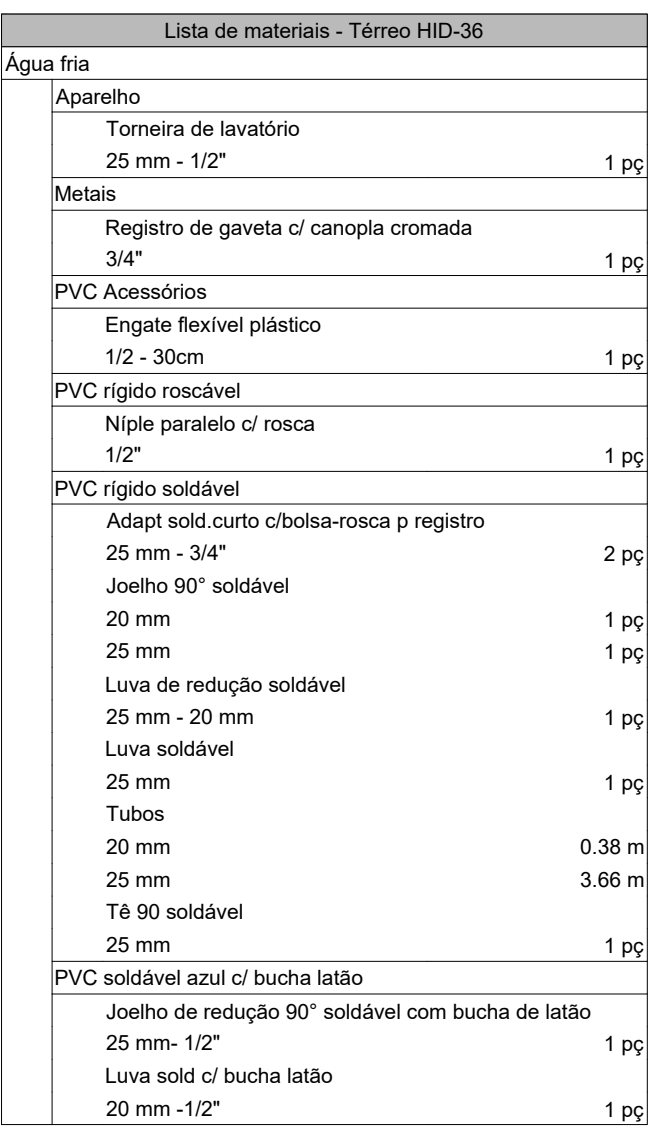 Lista de materiais - Térreo HID-36
Água fria
Aparelho
Torneira de lavatório
25 mm - 1/2" 1 pç
Metais
Registro de gaveta c/ canopla cromada
3/4" 1 pç
PVC Acessórios
Engate flexível plástico
1/2 - 30cm 1 pç
PVC rígido roscável
Níple paralelo c/ rosca
1/2" 1 pç
PVC rígido soldável
Adapt sold.curto c/bolsa-rosca p registro
25 mm - 3/4" 2 pç
Joelho 90° soldável
20 mm 1 pç
25 mm 1 pç
Luva de redução soldável
25 mm - 20 mm 1 pç
Luva soldável
25 mm 1 pç
Tubos
20 mm 0.38 m
25 mm 3.66 m
Tê 90 soldável
25 mm 1 pç
PVC soldável azul c/ bucha latão
Joelho de redução 90° soldável com bucha de latão
25 mm- 1/2" 1 pç
Luva sold c/ bucha latão
20 mm -1/2" 1 pç